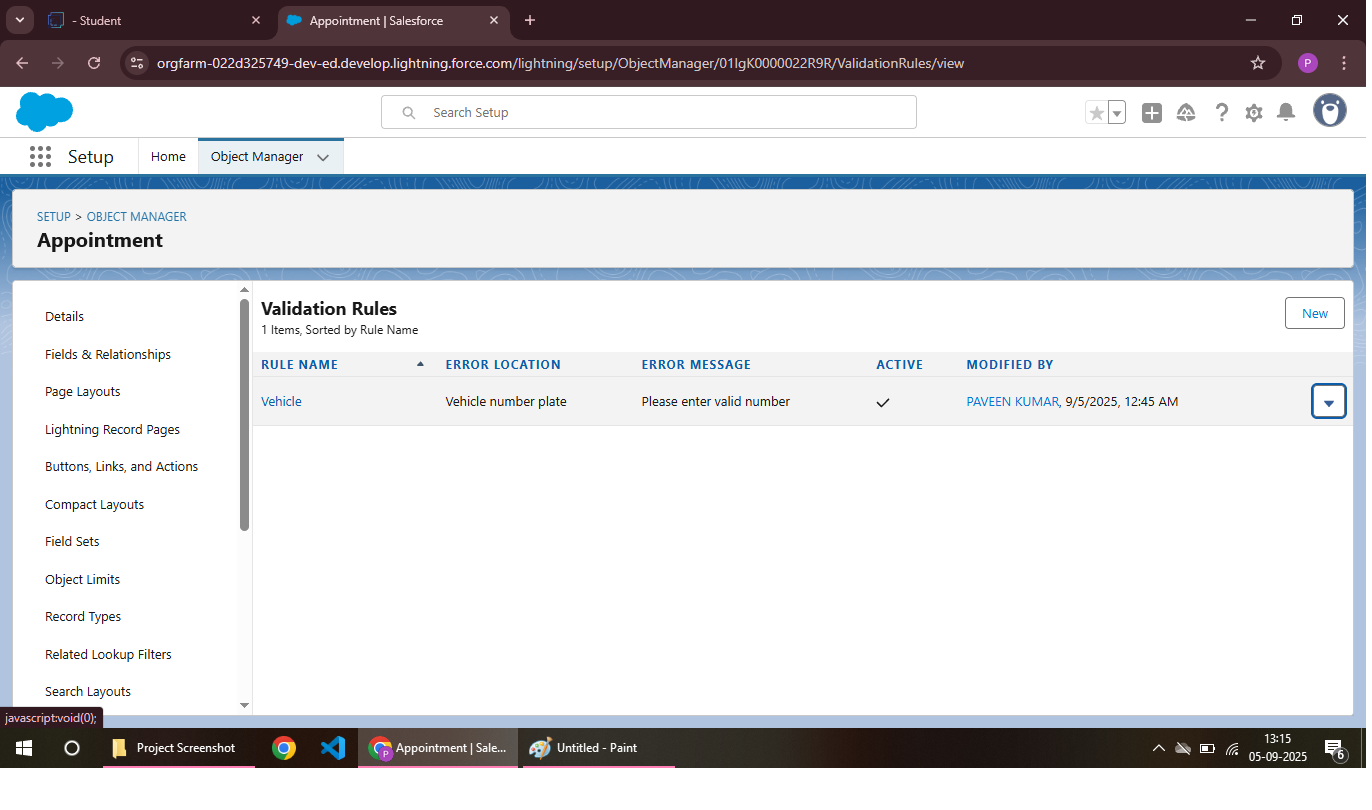 - Student
Appointment | Salesforce
orgfarm-022d325749-dev-ed.develop.lightning.force.com/lightning/setup/ObjectManager/01IgK0000022R9R/ValidationRules/view
P
Search Setup
Setup
Home
Object Manager
SETUP > OBJECT MANAGER
Appointment
Details
Fields & Relationships
Page Layouts
Lightning Record Pages
Buttons, Links, and Actions
Compact Layouts
Field Sets
Object Limits
Record Types
Related Lookup Filters
Search Layouts
Validation Rules
1 Items, Sorted by Rule Name
New
RULE NAME ERROR LOCATION ERROR MESSAGE ACTIVE MODIFIED BY
Vehicle Vehicle number plate Please enter valid number PAVEEN KUMAR, 9/5/2025, 12:45 AM
javascript:void(0);
Project Screenshot
P
Appointment | Sale...
Untitled - Paint
13:15
05-09-2025
6